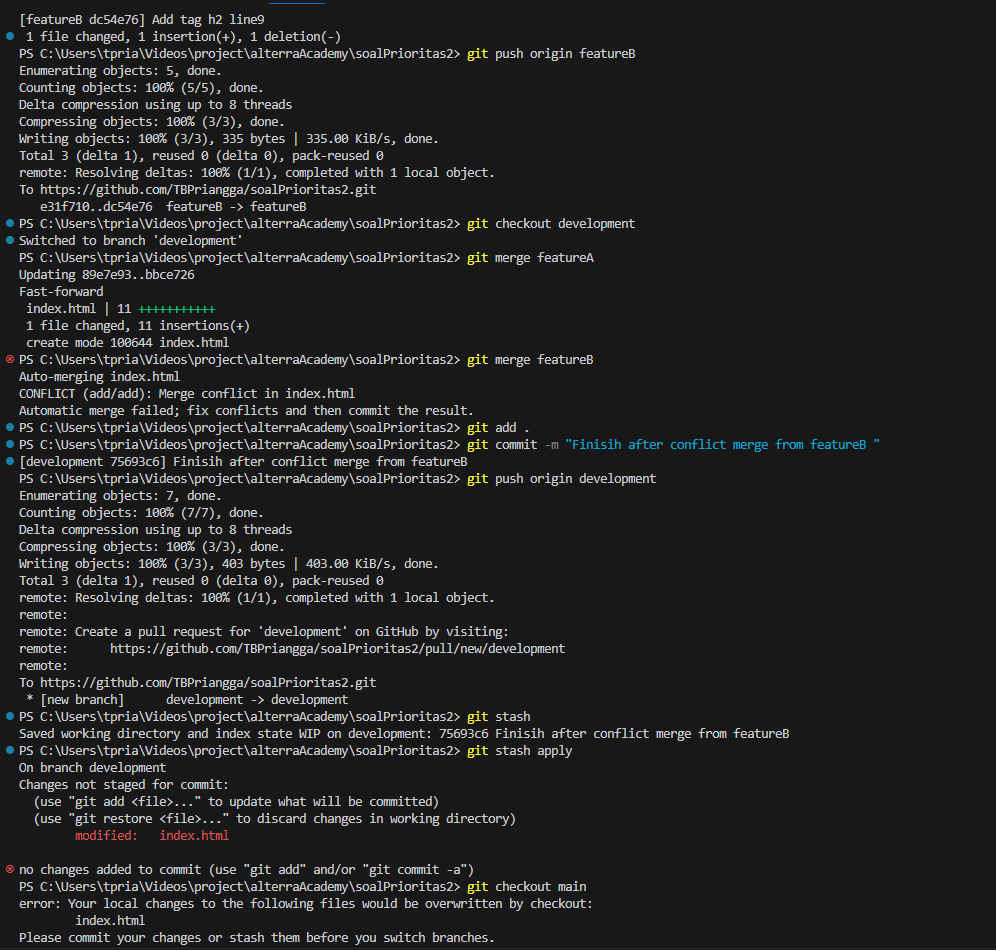 [featureB dc54e76] Add tag h2 line9
 1 file changed, 1 insertion(+), 1 deletion(-)
PS C:\Users\tpria\Videos\project\alterraAcademy\soalPrioritas2> git push origin featureB
Enumerating objects: 5, done.
Counting objects: 100% (5/5), done.
Delta compression using up to 8 threads
Compressing objects: 100% (3/3), done.
Writing objects: 100% (3/3), 335 bytes | 335.00 KiB/s, done.
Total 3 (delta 1), reused 0 (delta 0), pack-reused 0
remote: Resolving deltas: 100% (1/1), completed with 1 local object.
To https://github.com/TBPriangga/soalPrioritas2.git
   e31f710..dc54e76  featureB -> featureB
PS C:\Users\tpria\Videos\project\alterraAcademy\soalPrioritas2> git checkout development
Switched to branch 'development'
PS C:\Users\tpria\Videos\project\alterraAcademy\soalPrioritas2> git merge featureA
Updating 89e7e93..bbce726
Fast-forward
 index.html | 11 +++++++++++
 1 file changed, 11 insertions(+)
 create mode 100644 index.html
PS C:\Users\tpria\Videos\project\alterraAcademy\soalPrioritas2> git merge featureB
Auto-merging index.html
CONFLICT (add/add): Merge conflict in index.html
Automatic merge failed; fix conflicts and then commit the result.
PS C:\Users\tpria\Videos\project\alterraAcademy\soalPrioritas2> git add .
PS C:\Users\tpria\Videos\project\alterraAcademy\soalPrioritas2> git commit -m "Finisih after conflict merge from featureB "
[development 75693c6] Finisih after conflict merge from featureB
PS C:\Users\tpria\Videos\project\alterraAcademy\soalPrioritas2> git push origin development
Enumerating objects: 7, done.
Counting objects: 100% (7/7), done.
Delta compression using up to 8 threads
Compressing objects: 100% (3/3), done.
Writing objects: 100% (3/3), 403 bytes | 403.00 KiB/s, done.
Total 3 (delta 1), reused 0 (delta 0), pack-reused 0
remote: Resolving deltas: 100% (1/1), completed with 1 local object.
remote:
remote: Create a pull request for 'development' on GitHub by visiting:
remote:      https://github.com/TBPriangga/soalPrioritas2/pull/new/development
remote:
To https://github.com/TBPriangga/soalPrioritas2.git
 * [new branch]      development -> development
PS C:\Users\tpria\Videos\project\alterraAcademy\soalPrioritas2> git stash
Saved working directory and index state WIP on development: 75693c6 Finisih after conflict merge from featureB
PS C:\Users\tpria\Videos\project\alterraAcademy\soalPrioritas2> git stash apply
On branch development
Changes not staged for commit:
  (use "git add <file>..." to update what will be committed)
  (use "git restore <file>..." to discard changes in working directory)
        modified:   index.html
no changes added to commit (use "git add" and/or "git commit -a")
PS C:\Users\tpria\Videos\project\alterraAcademy\soalPrioritas2> git checkout main
error: Your local changes to the following files would be overwritten by checkout:
        index.html
Please commit your changes or stash them before you switch branches.